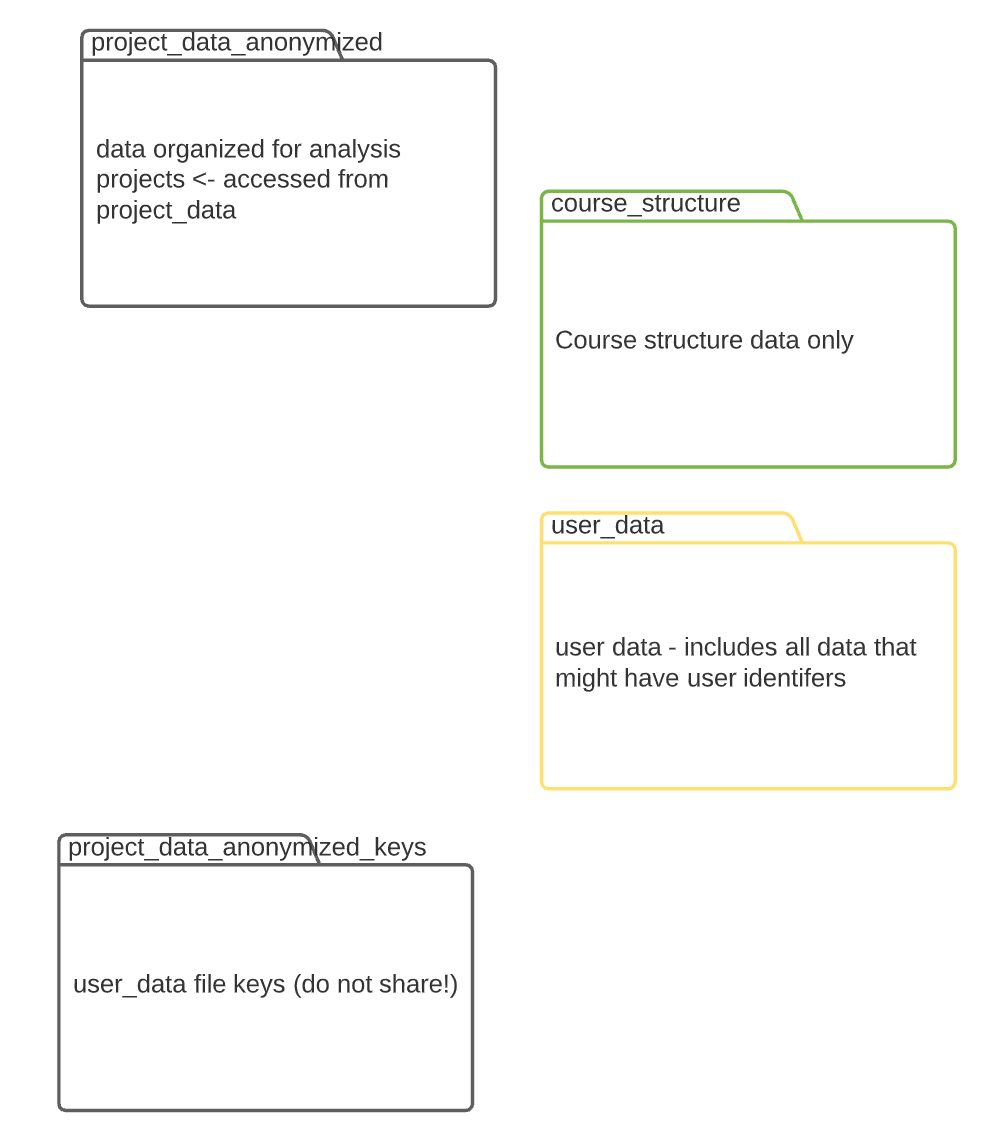 project_data_anonymized
data organized for analysis
projects <- accessed from
project_data
course_structure
Course structure data only
user_data
user data - includes all data that
might have user identifers
project_data_anonymized_keys
user_data file keys (do not share!)